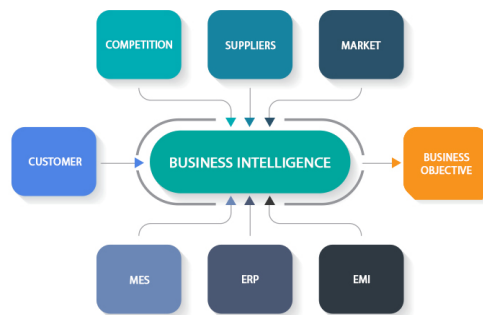 COMPETITION
SUPPLIERS
MARKET
CUSTOMER
BUSINESS INTELLIGENCE
BUSINESS
OBJECTIVE
MES
ERP
EMI